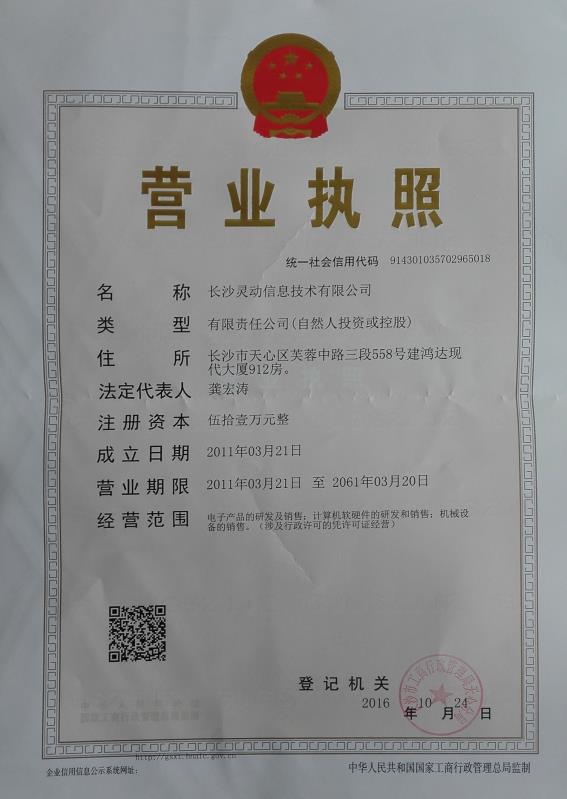 营业执照
统一社会信用代码 914301035702965018
名称 长沙灵动信息技术有限公司
类型 有限责任公司(自然人投资或控股)
住所 长沙市天心区芙蓉中路三段558号建鸿达现
代大厦912房。
法定代表人 龚宏涛
注册资本 伍拾壹万元整
成立日期 2011年03月21日
营业期限 2011年03月21日 至 2061年03月20日
经营范围 电子产品的研发及销售；计算机软硬件的研发和销售；机械设
备的销售。（涉及行政许可的凭许可证经营）
登记机关
2016年10月24日
企业信用信息公示系统网址：
中华人民共和国国家工商行政管理总局监制